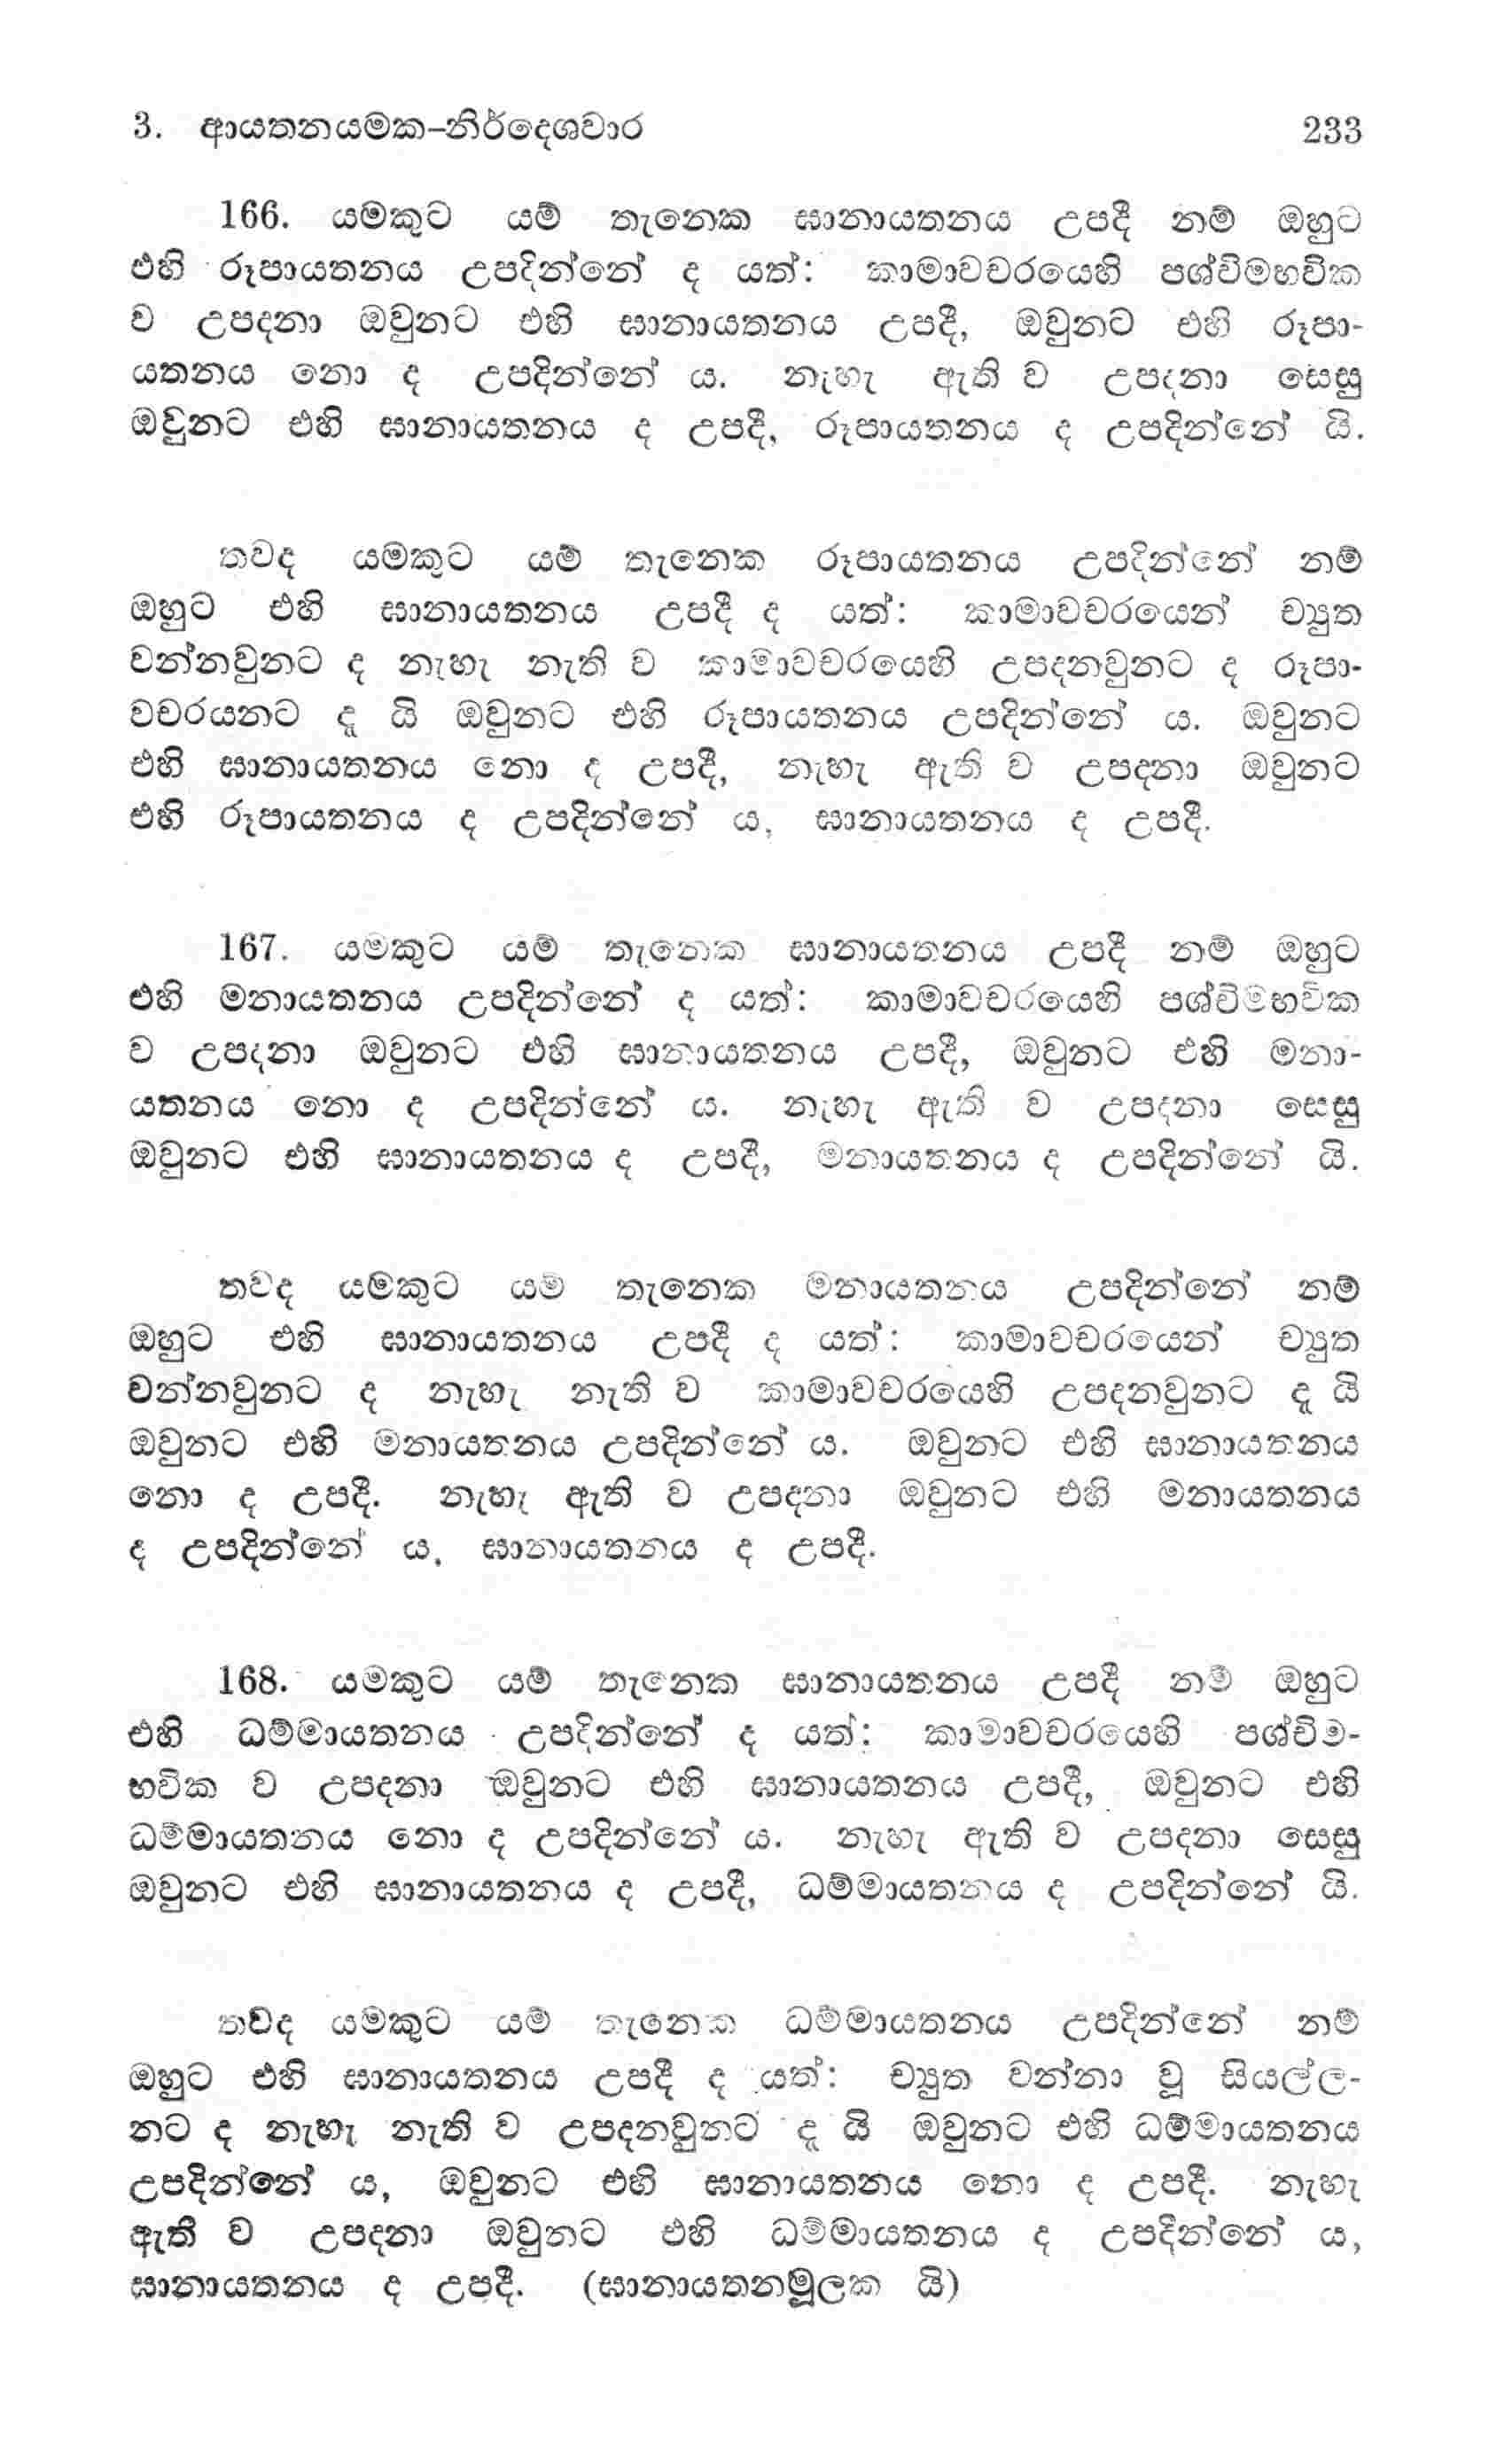 3. ආයතනයමක–නිර්දෙශවාර 233
166. යමකුට යම් තැනෙක ඝානායතනය උපදී නම් ඔහුට
එහි රූපායතනය උපදින්නේ ද යත්: කාමාවචරයෙහි පශ්චිමභවික
ව උපදනා ඔවුනට එහි ඝානායතනය උපදී, ඔවුනට එහි රූපා-
යතනය නො ද උපදින්නේ ය. නැහැ ඇති ව උපදනා සෙසු
ඔවුනට එහි ඝානායතනය ද උපදී, රූපායතනය ද උපදින්නේ යි.
තවද යමකුට යම් තැනෙක රූපායතනය උපදින්නේ නම්
ඔහුට එහි ඝානායතනය උපදී ද යත්: කාමාවචරයෙන් ච්‍යුත
වන්නවුනට ද නැහැ නැති ව කාමාවචරයෙහි උපදනවුනට ද රූපා-
වචරයනට දූ යි ඔවුනට එහි රූපායතනය උපදින්නේ ය. ඔවුනට
එහි ඝානායතනය නො ද උපදී, නැහැ ඇති ව උපදනා ඔවුනට
එහි රූපායතනය ද උපදින්නේ ය, ඝානායතනය ද උපදී.
167. යමකුට යම් තැනෙක ඝානායතනය උපදී නම් ඔහුට
එහි මනායතනය උපදින්නේ ද යත්: කාමාවචරයෙහි පශ්චිමභවික
ව උපදනා ඔවුනට එහි ඝානායතනය උපදී, ඔවුනට එහි මනා-
යතනය නො ද උපදින්නේ ය. නැහැ ඇති ව උපදනා සෙසු
ඔවුනට එහි ඝානායතනය ද උපදී, මනායතනය ද උපදින්නේ යි.
තවද යමකුට යම් තැනෙක මනායතනය උපදින්නේ නම්
ඔහුට එහි ඝානායතනය උපදී ද යත්: කාමාවචරයෙන් ච්‍යුත
වන්නවුනට ද නැහැ නැති ව කාමාවචරයෙහි උපදනවුනට දූ යි
ඔවුනට එහි මනායතනය උපදින්නේ ය. ඔවුනට එහි ඝානායතනය
නො ද උපදී. නැහැ ඇති ව උපදනා ඔවුනට එහි මනායතනය
ද උපදින්නේ ය, ඝානායතනය ද උපදී.
168. යමකුට යම් තැනෙක ඝානායතනය උපදී නම් ඔහුට
එහි ධම්මායතනය උපදින්නේ ද යත්: කාමාවචරයෙහි පශ්චිම-
භවික ව උපදනා ඔවුනට එහි ඝානායතනය උපදී, ඔවුනට එහි
ධම්මායතනය නො ද උපදින්නේ ය. නැහැ ඇති ව උපදනා සෙසු
ඔවුනට එහි ඝානායතනය ද උපදී, ධම්මායතනය ද උපදින්නේ යි.
තවද යමකුට යම් තැනෙක ධම්මායතනය උපදින්නේ නම්
ඔහුට එහි ඝානායතනය උපදී ද යත්: ච්‍යුත වන්නා වූ සියල්ල-
නට ද නැහැ නැති ව උපදනවුනට දූ යි ඔවුනට එහි ධම්මායතනය
උපදින්නේ ය, ඔවුනට එහි ඝානායතනය නො ද උපදී. නැහැ
ඇති ව උපදනා ඔවුනට එහි ධම්මායතනය ද උපදින්නේ ය,
ඝානායතනය ද උපදී. (ඝානායතනමූලක යි)